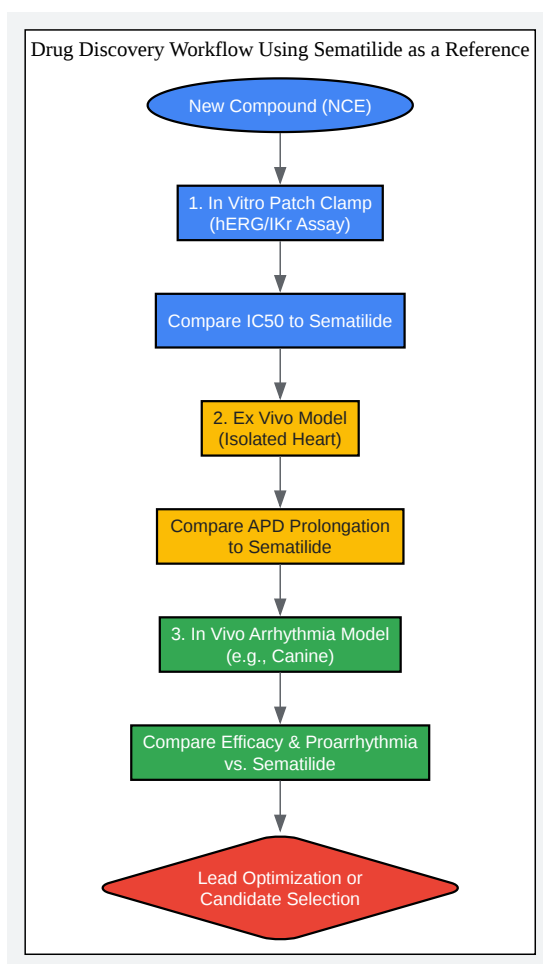 Drug Discovery Workflow Using Sematilide as a Reference
New Compound (NCE)
1. In Vitro Patch Clamp
(hERG/IKr Assay)
Compare IC50 to Sematilide
2. Ex Vivo Model
(Isolated Heart)
Compare APD Prolongation
to Sematilide
3. In Vivo Arrhythmia Model
(e.g., Canine)
Compare Efficacy & Proarrhythmia
vs. Sematilide
Lead Optimization or
Candidate Selection